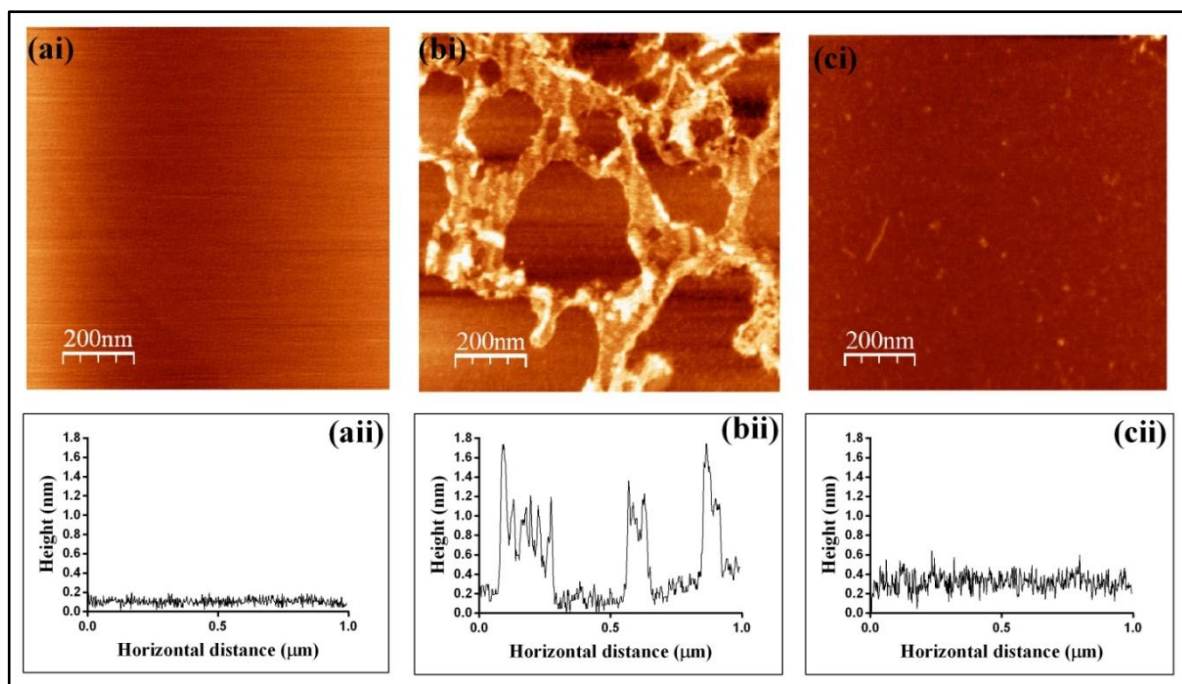 (ai)
200nm
(bi)
200nm
(ci)
200nm
(aii)
1.8
1.6
1.4
1.2
1.0
0.8
0.6
0.4
0.2
0.0
Height (nm)
0.0 0.5 1.0
Horizontal distance (μm)
(bii)
1.8
1.6
1.4
1.2
1.0
0.8
0.6
0.4
0.2
0.0
Height (nm)
0.0 0.5 1.0
Horizontal distance (μm)
(cii)
1.8
1.6
1.4
1.2
1.0
0.8
0.6
0.4
0.2
0.0
Height (nm)
0.0 0.5 1.0
Horizontal distance (μm)